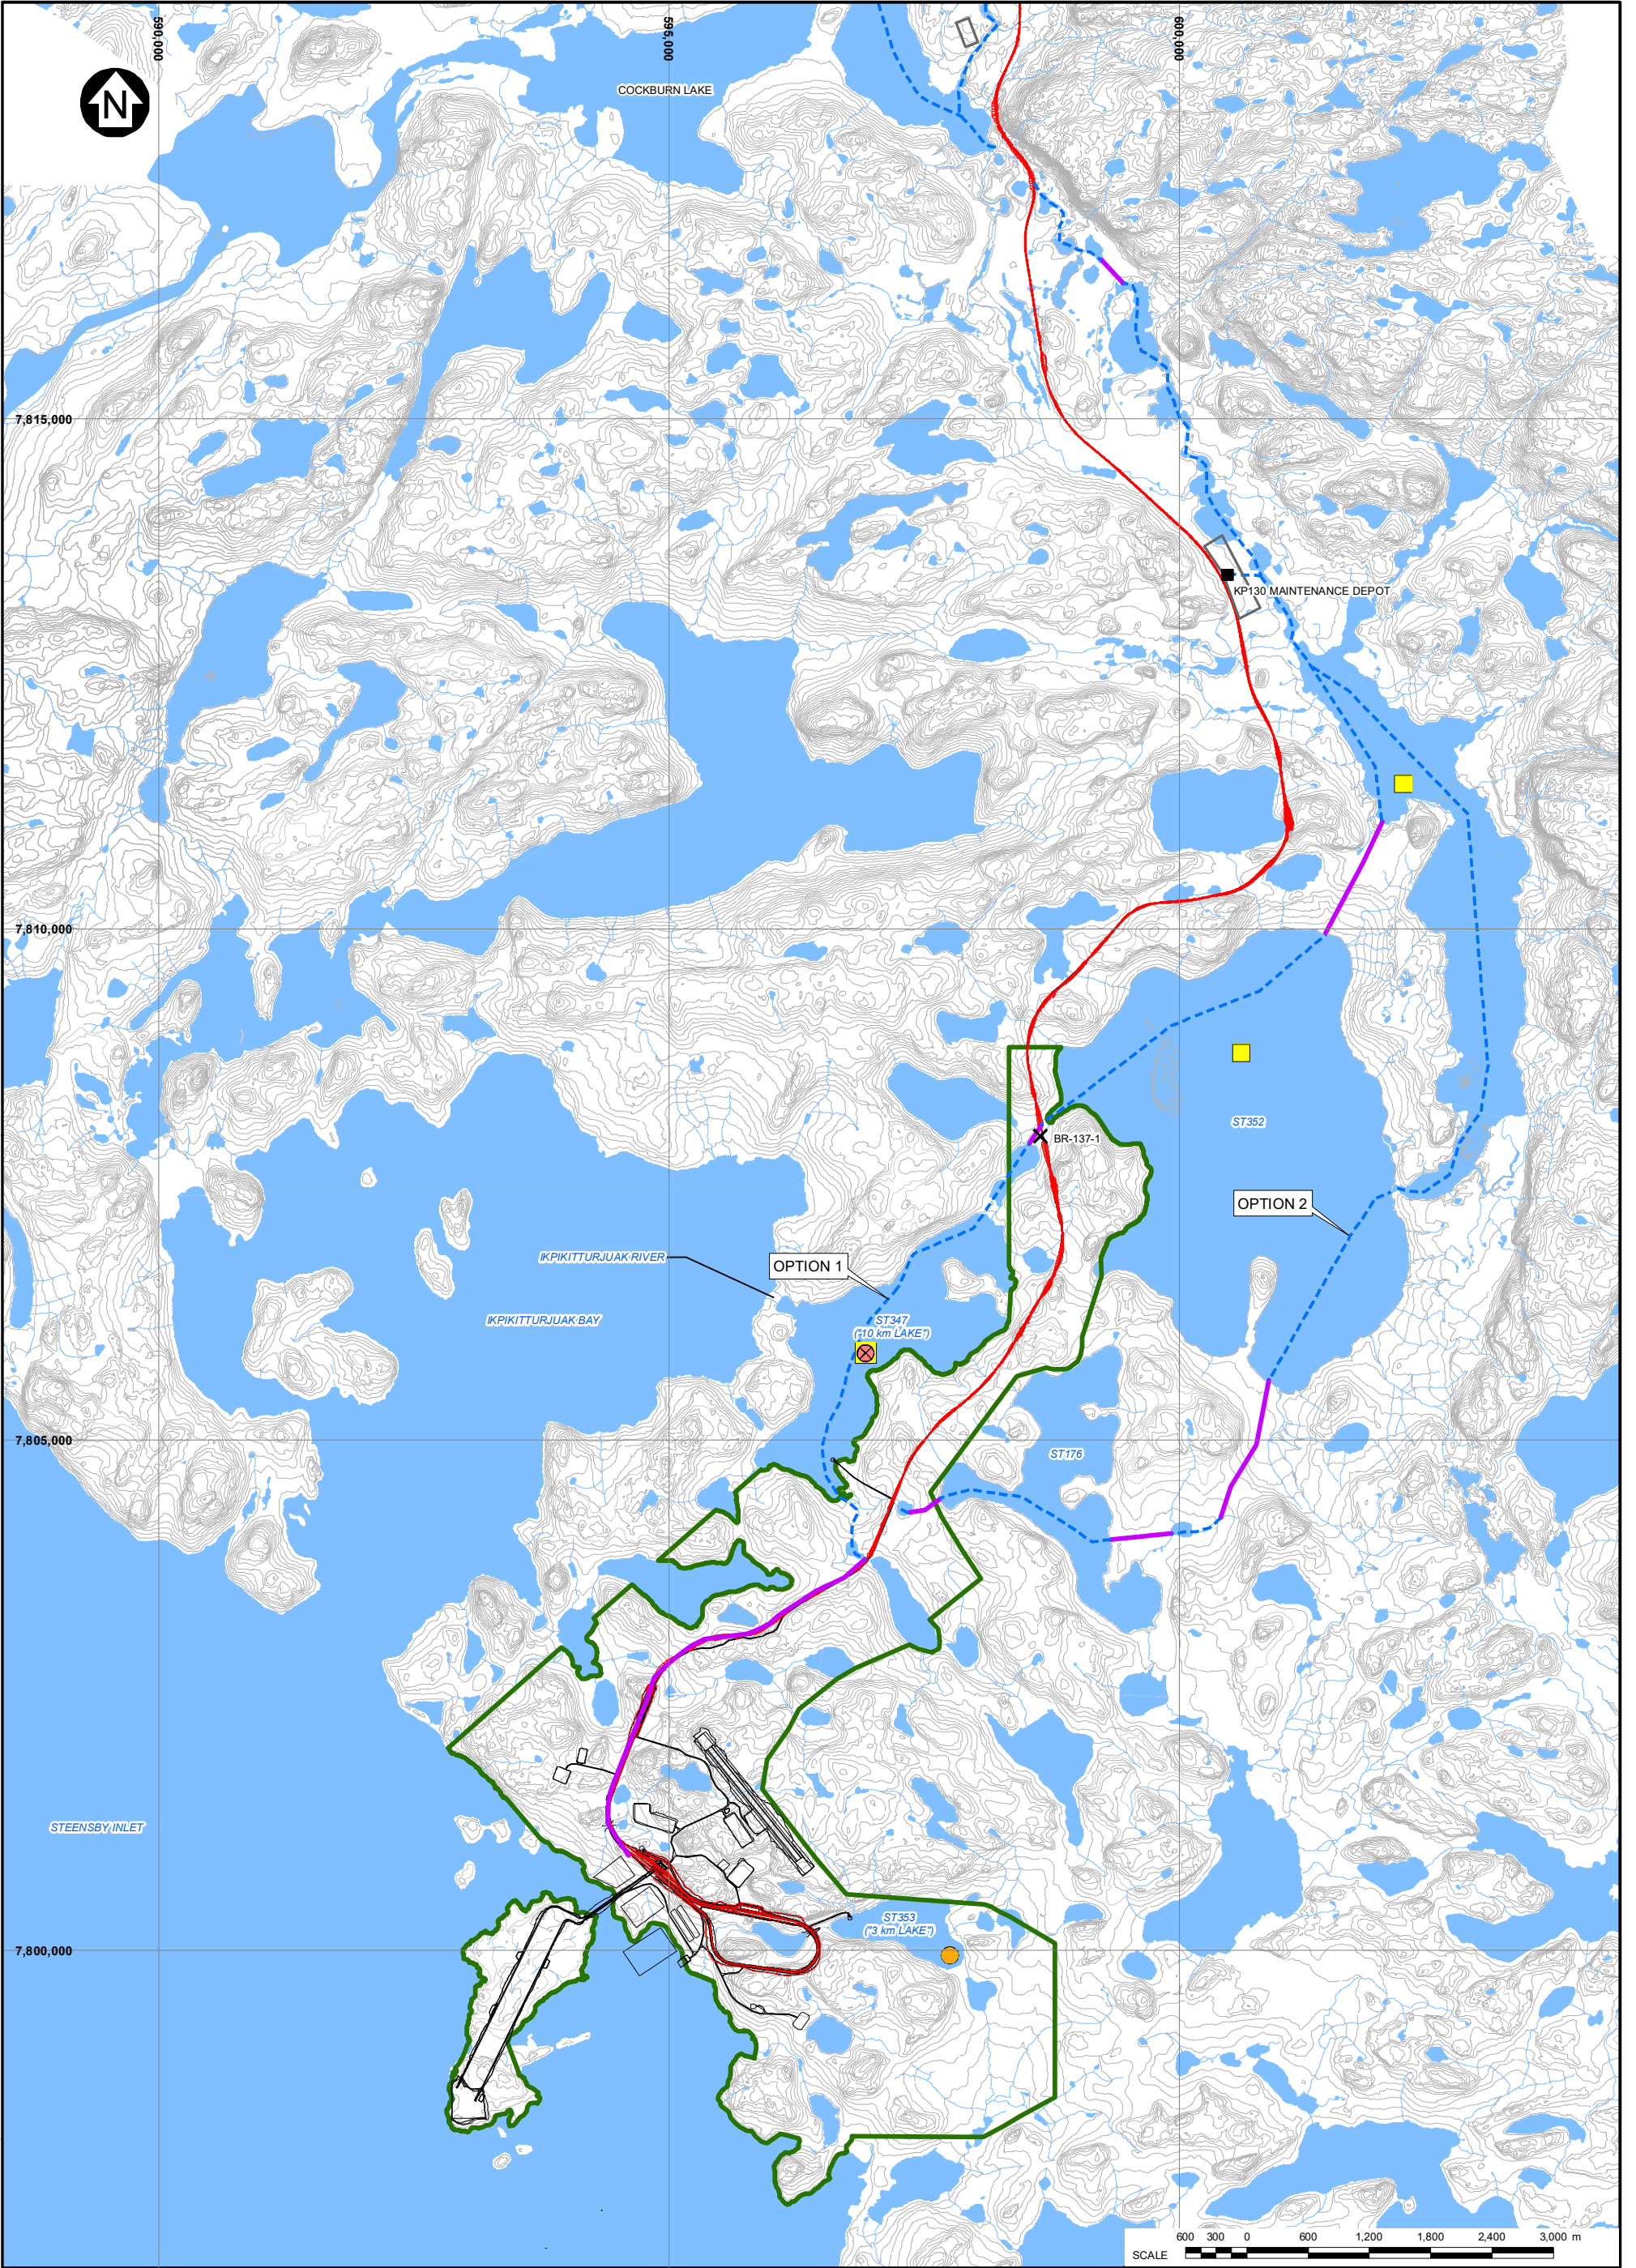 590,000
595,000
600,000
N
COCKBURN LAKE
7,815,000
KP130 MAINTENANCE DEPOT
7,810,000
ST352
BR-137-1
OPTION 2
IKPIKITTURJUAK RIVER
OPTION 1
IKPIKITTURJUAK BAY
ST347
("10 km LAKE")
7,805,000
ST176
STEENSBY INLET
ST353
("3 km LAKE")
7,800,000
600 300 0 600 1,200 1,800 2,400 3,000 m
SCALE